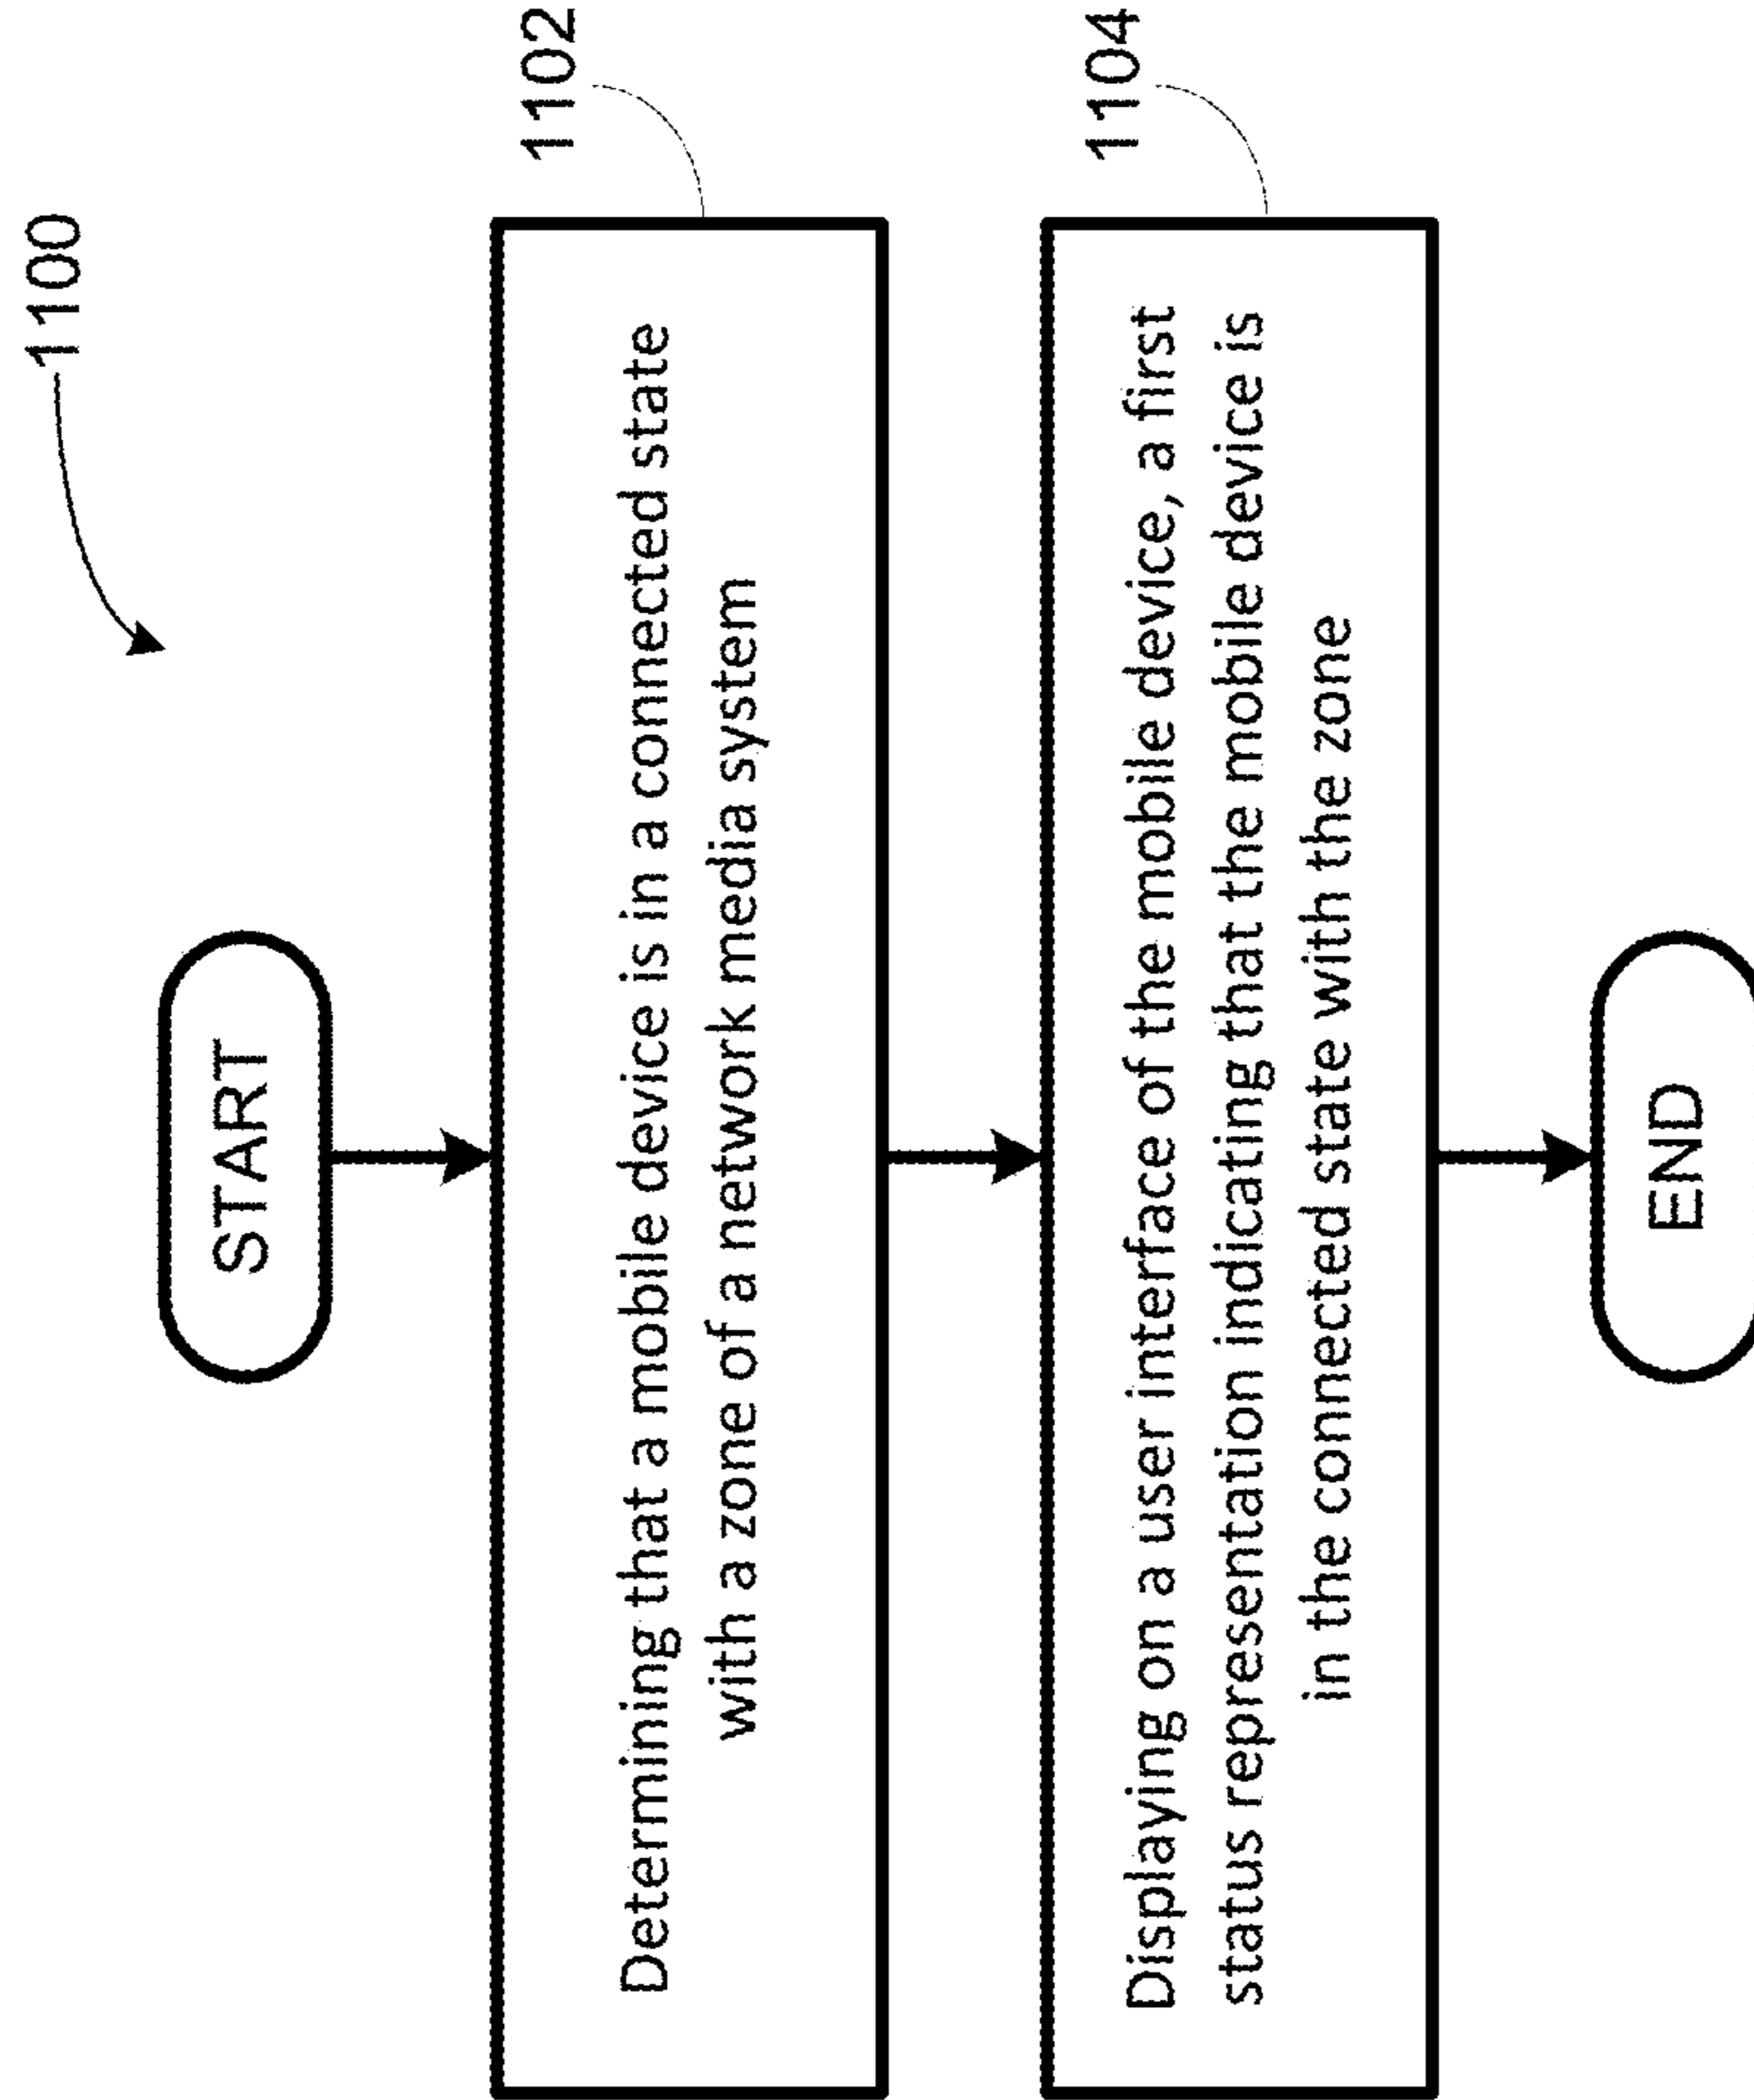 1100
START
1102
Determining that a mobile device is in a connected state
with a zone of a network media system
1104
Displaying on a user interface of the mobile device, a first
status representation indicating that the mobile device is
in the connected state with the zone
END